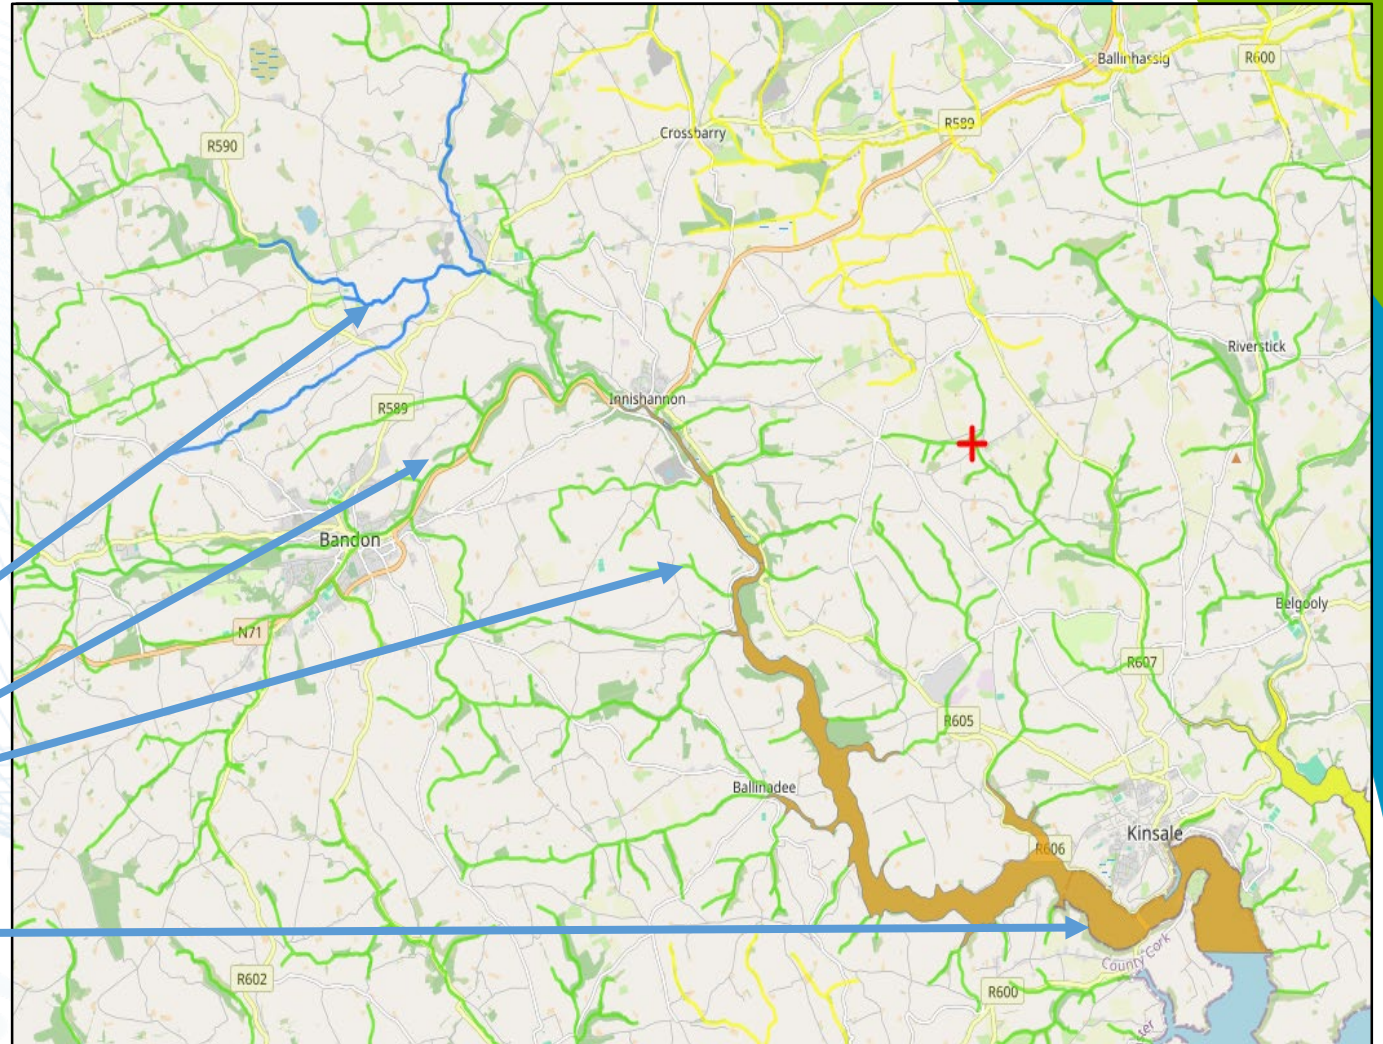 Ballinhassig
R600
R589
Crossbarry
R590
Riverstick
Innishannon
R589
Bandon
Belgooly
N71
R607
R605
Ballinadee
Kinsale
R606
County Cork
R602
R600